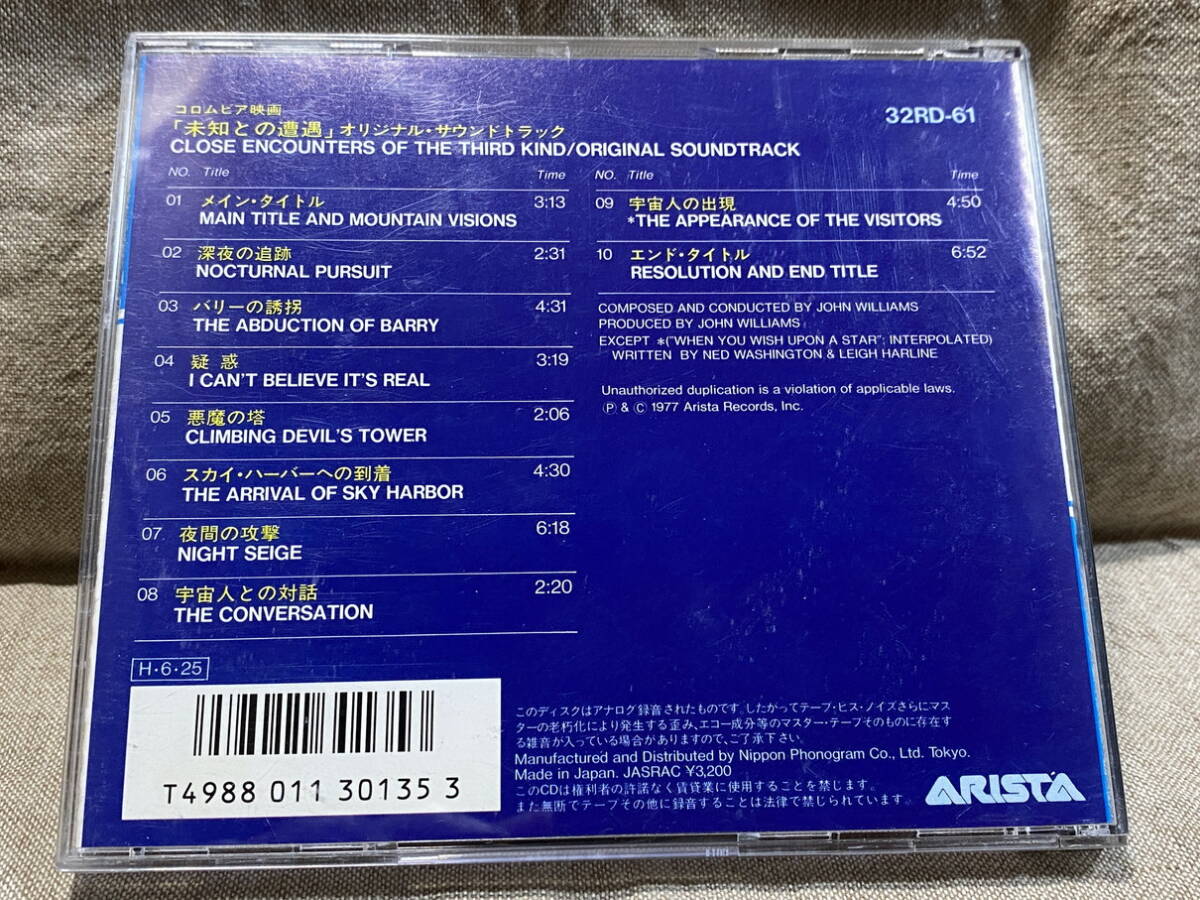 コロムビア映画
「未知との遭遇」オリジナル・サウンドトラック
CLOSE ENCOUNTERS OF THE THIRD KIND/ORIGINAL SOUNDTRACK
32RD-61
NO. Title Time
01 メイン・タイトル 3:13
MAIN TITLE AND MOUNTAIN VISIONS
02 深夜の追跡 2:31
NOCTURNAL PURSUIT
03 バリーの誘拐 4:31
THE ABDUCTION OF BARRY
04 疑惑 3:19
I CAN'T BELIEVE IT'S REAL
05 悪魔の塔 2:06
CLIMBING DEVIL'S TOWER
06 スカイ・ハーバーへの到着 4:30
THE ARRIVAL OF SKY HARBOR
07 夜間の攻撃 6:18
NIGHT SEIGE
08 宇宙人との対話 2:20
THE CONVERSATION
NO. Title Time
09 宇宙人の出現 4:50
*THE APPEARANCE OF THE VISITORS
10 エンド・タイトル 6:52
RESOLUTION AND END TITLE
COMPOSED AND CONDUCTED BY JOHN WILLIAMS
PRODUCED BY JOHN WILLIAMS
EXCEPT *("WHEN YOU WISH UPON A STAR": INTERPOLATED)
WRITTEN BY NED WASHINGTON & LEIGH HARLINE
Unauthorized duplication is a violation of applicable laws.
Ⓟ & © 1977 Arista Records, Inc.
H・6・25
T4988 011 30135 3
このディスクはアナログ録音されたものです。したがってテープ・ヒス・ノイズさらにマス
ターの老朽化により発生する歪み、エコー成分等のマスター・テープそのものに存在す
る雑音が入っている場合がありますので、ご了承下さい。
Manufactured and Distributed by Nippon Phonogram Co., Ltd. Tokyo.
Made in Japan. JASRAC ¥3,200
このCDは権利者の許諾なく賃貸業に使用することを禁じます。
また無断でテープその他に録音することは法律で禁じられています。
ARISTA